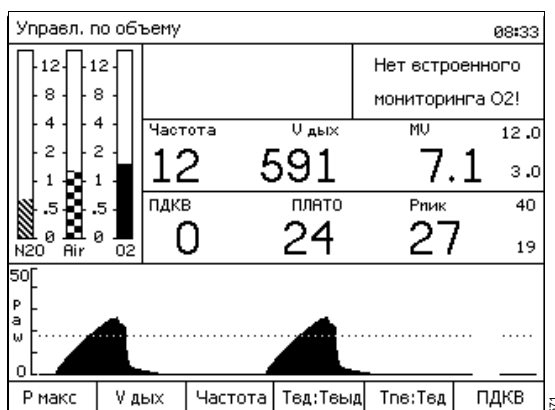 Управл. по объему 08:33
Нет встроенного
мониторинга O2!
12 12
8 8
4 4
2 2
1 1
.5 .5
0 0
N2O Air O2
Частота V дых MV 12.0
12 591 7.1 3.0
ПДКВ ПЛАТО Pпик 40
0 24 27 19
50
Paw
0
P макс V дых Частота Твд:Твыд Тпв:Твд ПДКВ